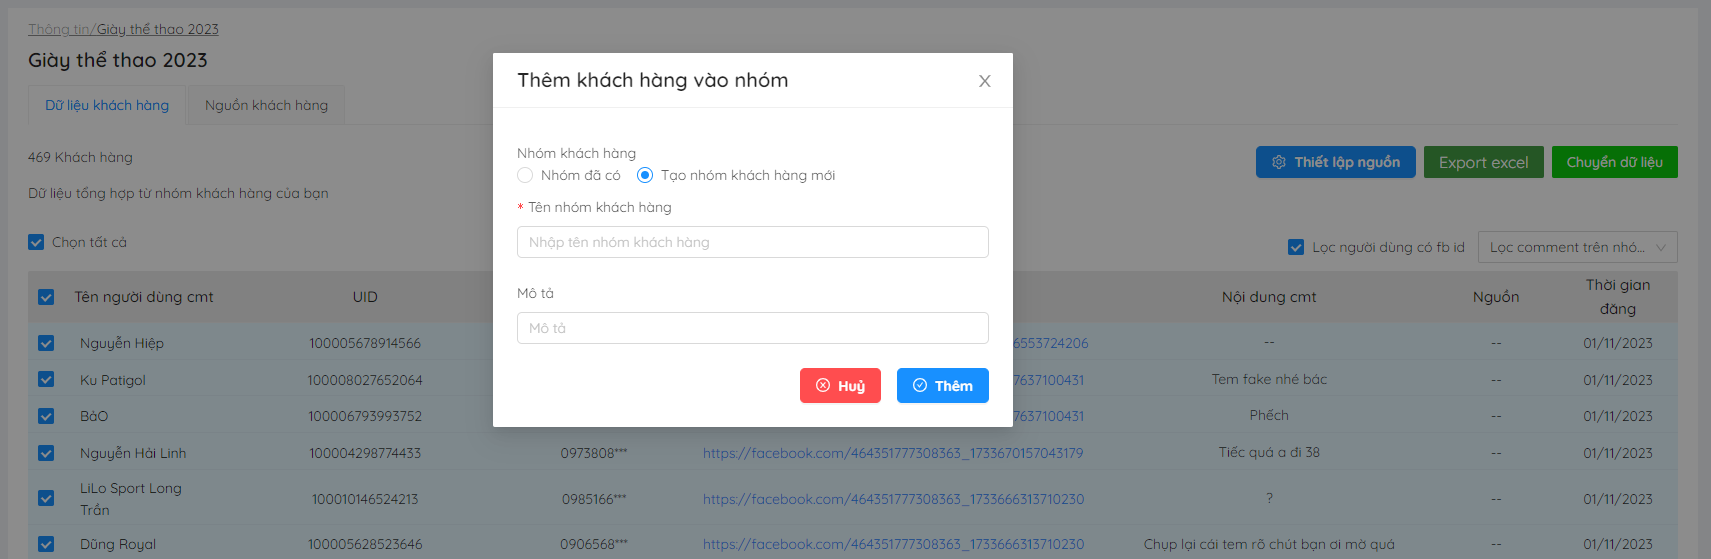 Thông tin/Giày thể thao 2023
Giày thể thao 2023
Dữ liệu khách hàng
Nguồn khách hàng
469 Khách hàng
Dữ liệu tổng hợp từ nhóm khách hàng của bạn
Thiết lập nguồn
Export excel
Chuyển dữ liệu
Chọn tất cả
Lọc người dùng có fb id
Lọc comment trên nhó...
Thêm khách hàng vào nhóm
Nhóm khách hàng
Nhóm đã có
Tạo nhóm khách hàng mới
* Tên nhóm khách hàng
Nhập tên nhóm khách hàng
Mô tả
Mô tả
Huỷ
Thêm
Tên người dùng cmt UID Nội dung cmt Nguồn Thời gian
đăng
Nguyễn Hiệp 100005678914566 6553724206 -- -- 01/11/2023
Ku Patigol 100008027652064 7637100431 Tem fake nhé bác -- 01/11/2023
BảO 100006793993752 7637100431 Phếch -- 01/11/2023
Nguyễn Hải Linh 100004298774433 0973808*** https://facebook.com/464351777308363_1733670157043179 Tiếc quá a đi 38 -- 01/11/2023
LiLo Sport Long
Trần 100010146524213 0985166*** https://facebook.com/464351777308363_1733666313710230 ? -- 01/11/2023
Dũng Royal 100005628523646 0906568*** https://facebook.com/464351777308363_1733666313710230 Chụp lại cái tem rõ chút bạn ơi mờ quá -- 01/11/2023